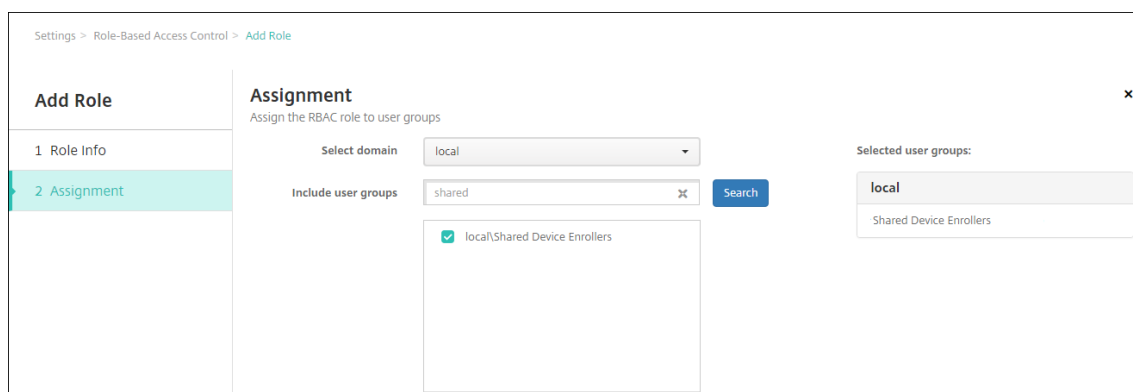 Settings > Role-Based Access Control > Add Role
Add Role
1 Role Info
2 Assignment
Assignment
Assign the RBAC role to user groups
Select domain
local
Include user groups
shared
Search
local\Shared Device Enrollers
Selected user groups:
local
Shared Device Enrollers